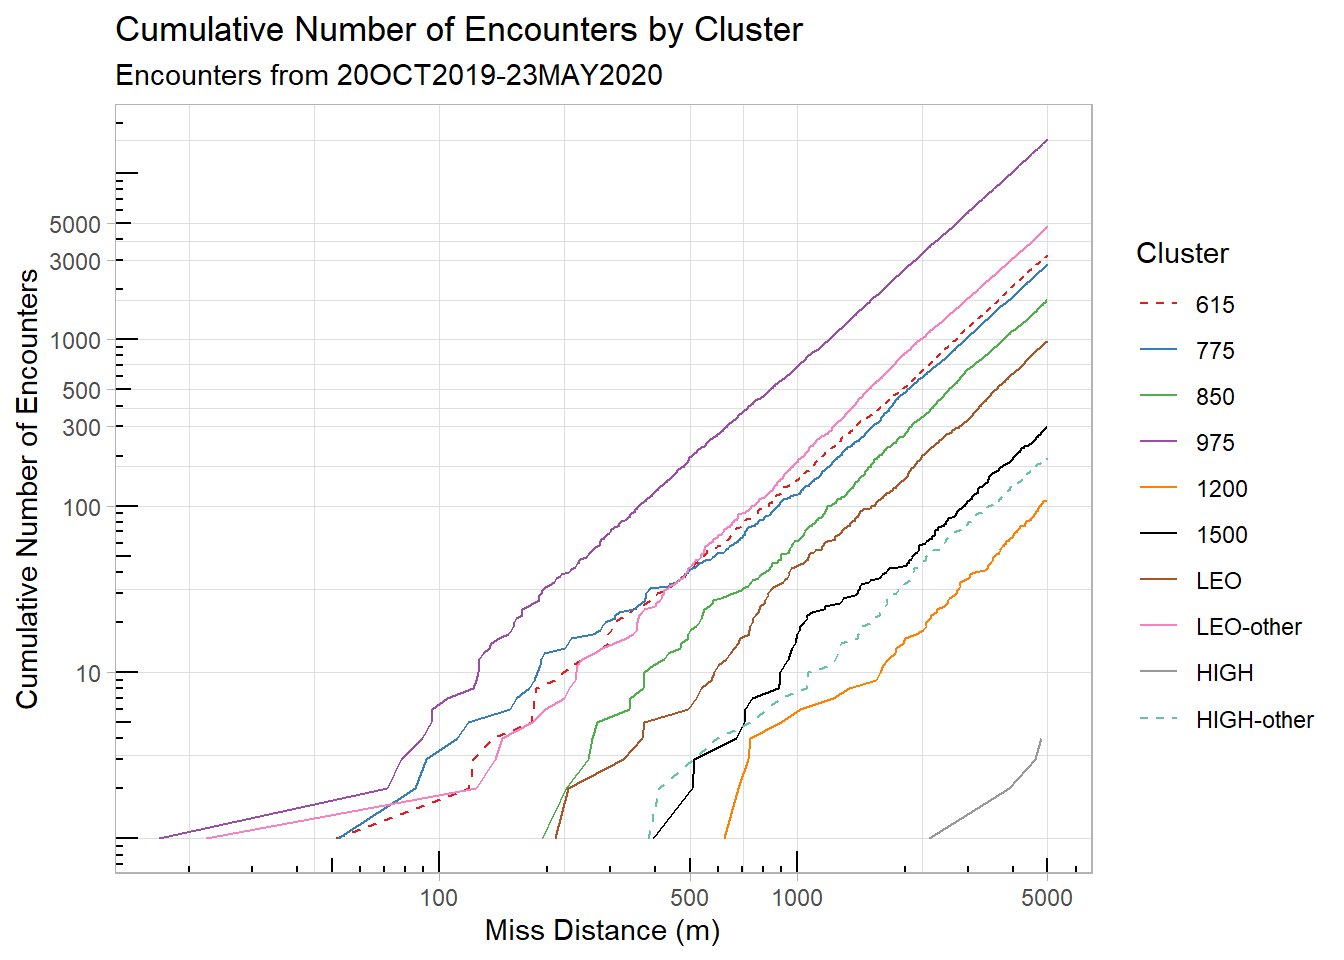 Cumulative Number of Encounters by Cluster
Encounters from 20OCT2019-23MAY2020
Cumulative Number of Encounters
5000
3000
1000
500
300
100
10
100
500
1000
5000
Miss Distance (m)
Cluster
615
775
850
975
1200
1500
LEO
LEO-other
HIGH
HIGH-other